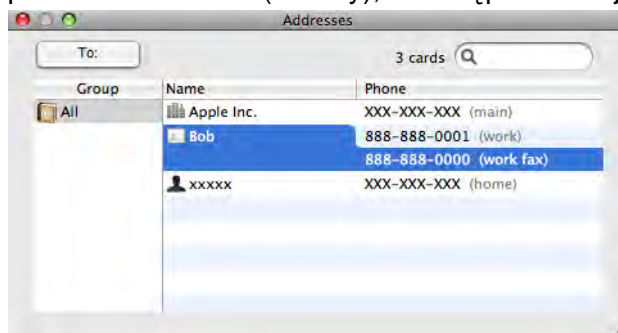 Addresses
To:
3 cards
Group Name Phone
All Apple Inc. XXX-XXX-XXX (main)
Bob 888-888-0001 (work)
888-888-0000 (work fax)
xxxxx XXX-XXX-XXX (home)